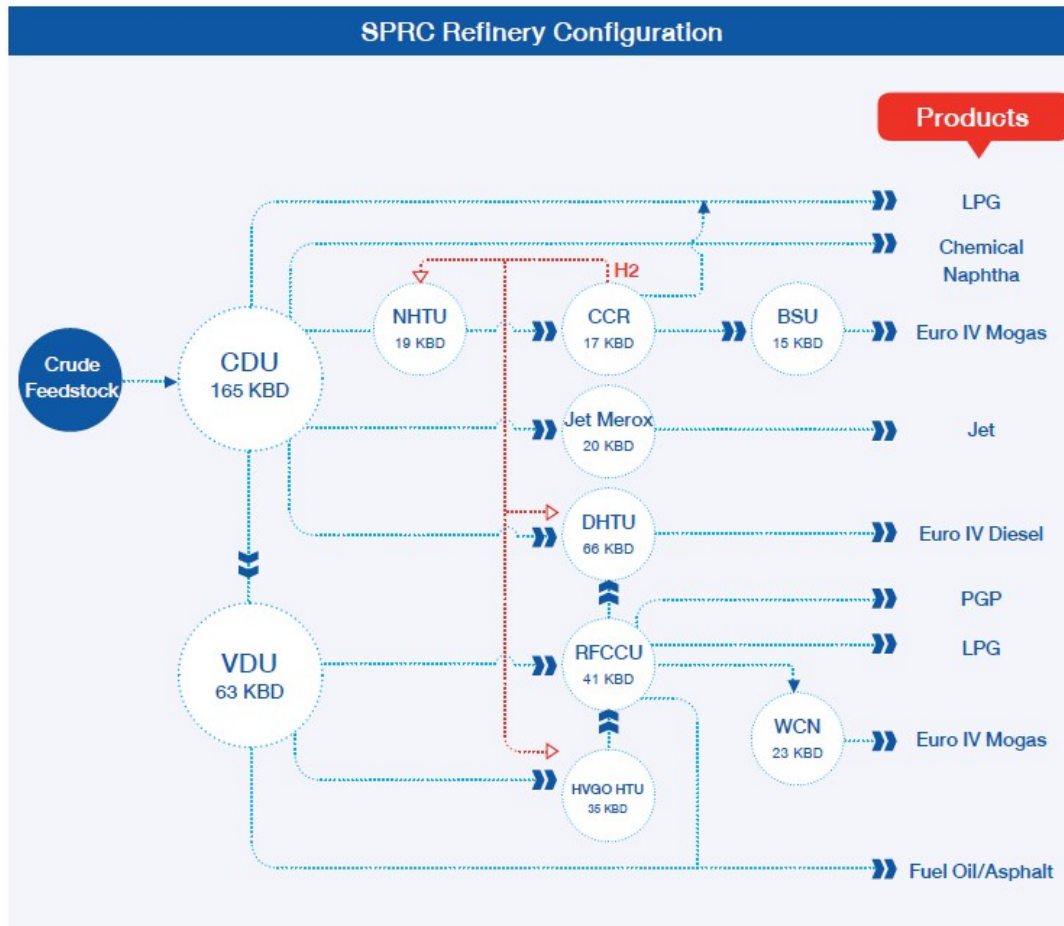 SPRC Refinery Configuration
Products
LPG
Chemical
Naphtha
H2
NHTU
19 KBD
CCR
17 KBD
BSU
15 KBD
Euro IV Mogas
Crude
Feedstock
CDU
165 KBD
Jet Merox
20 KBD
Jet
DHTU
66 KBD
Euro IV Diesel
PGP
VDU
63 KBD
RFCCU
41 KBD
LPG
WCN
23 KBD
Euro IV Mogas
HVGO HTU
35 KBD
Fuel Oil/Asphalt